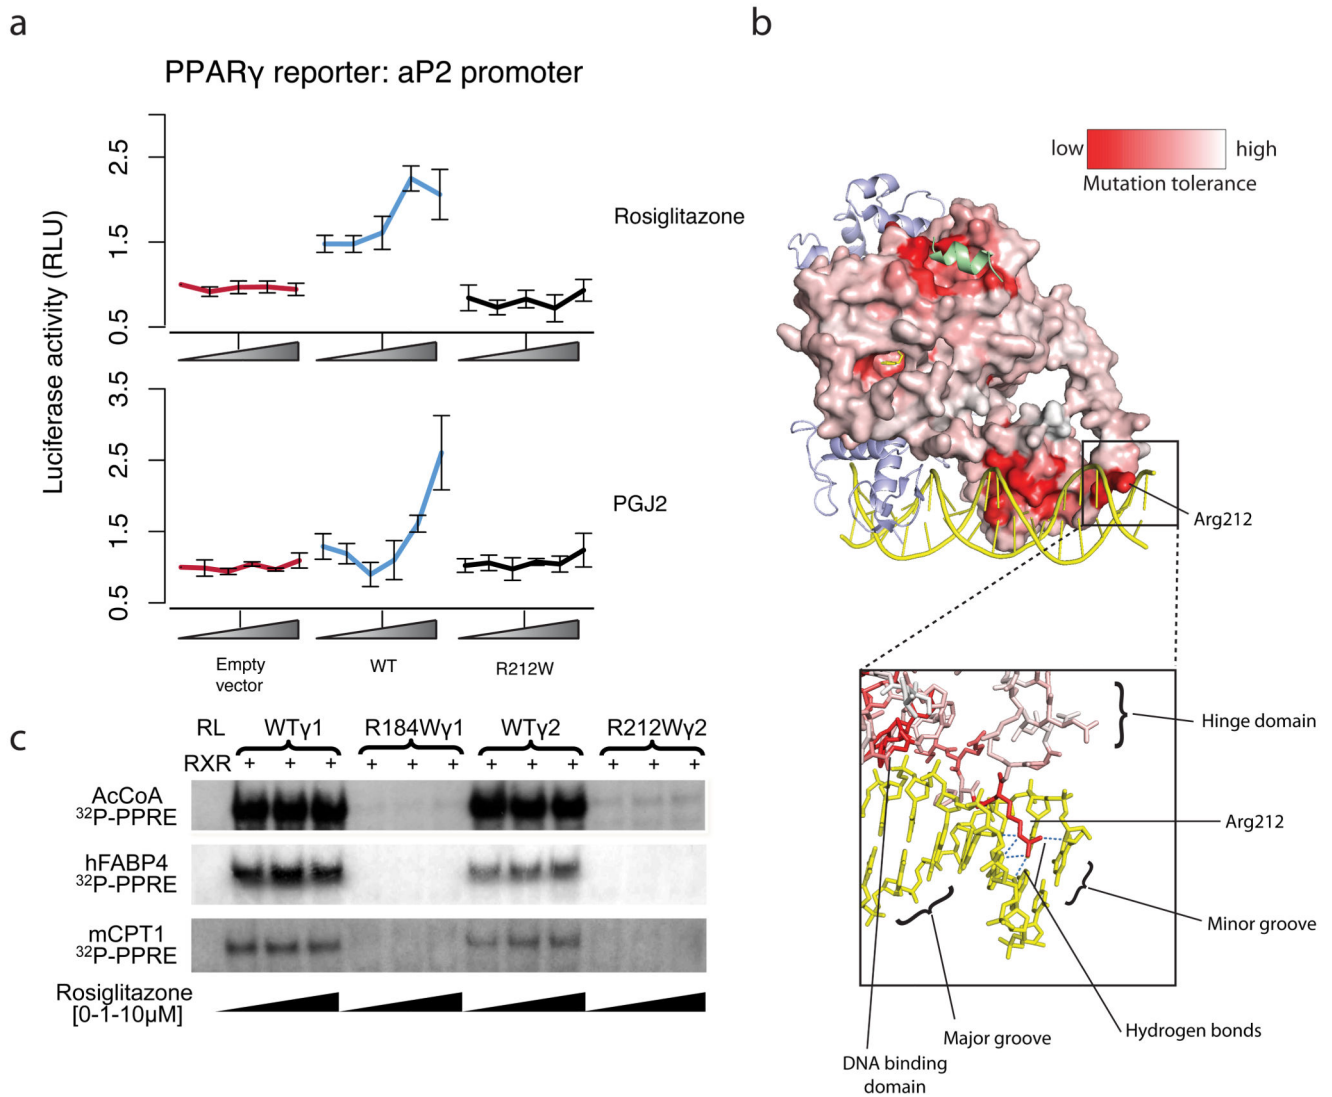 a
PPARγ reporter: aP2 promoter
Luciferase activity (RLU)
2.5
1.5
0.5
Rosiglitazone
3.5
2.5
1.5
0.5
PGJ2
Empty
vector
WT
R212W
b
low
high
Mutation tolerance
Arg212
Hinge domain
Arg212
Minor groove
Hydrogen bonds
Major groove
DNA binding
domain
c
RL WTγ1 R184Wγ1 WTγ2 R212Wγ2
RXR + + + + + + + + + + + +
AcCoA
³²P-PPRE
hFABP4
³²P-PPRE
mCPT1
³²P-PPRE
Rosiglitazone
[0-1-10μM]